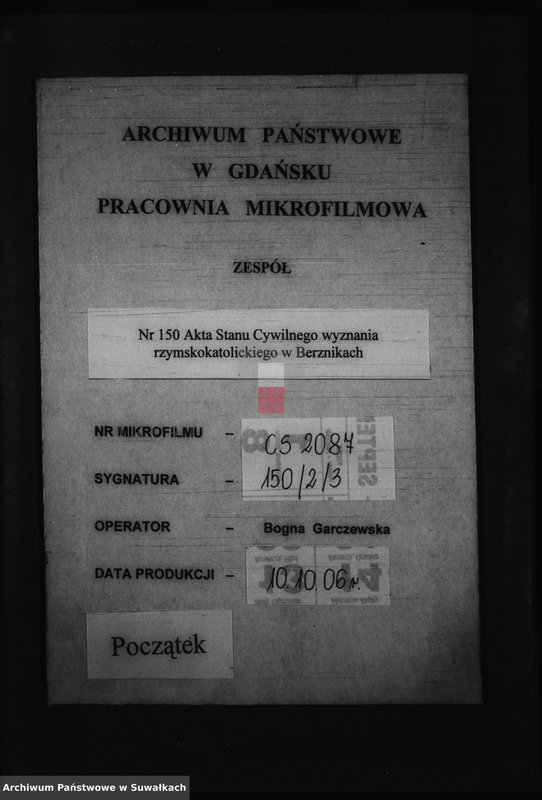 ARCHIWUM PAŃSTWOWE
W GDAŃSKU
PRACOWNIA MIKROFILMOWA
ZESPÓŁ
Nr 150 Akta Stanu Cywilnego wyznania
rzymskokatolickiego w Berznikach
NR MIKROFILMU – CS 2087
SYGNATURA – 150/2/3
OPERATOR – Bogna Garczewska
DATA PRODUKCJI – 10.10.06 r.
Początek
Archiwum Państwowe w Suwałkach